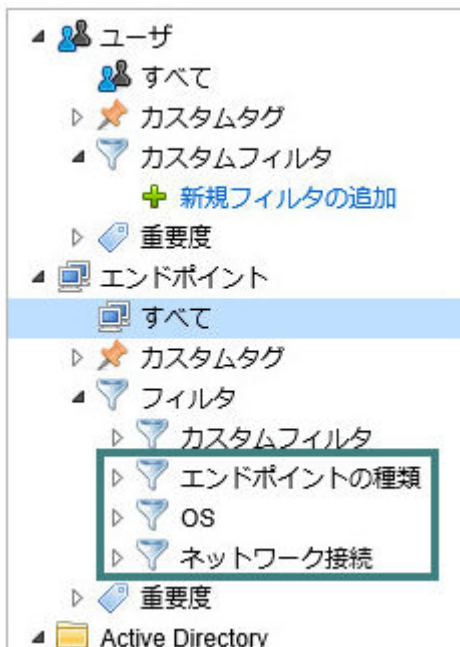 ユーザ
すべて
カスタムタグ
カスタムフィルタ
新規フィルタの追加
重要度
エンドポイント
すべて
カスタムタグ
フィルタ
カスタムフィルタ
エンドポイントの種類
OS
ネットワーク接続
重要度
Active Directory